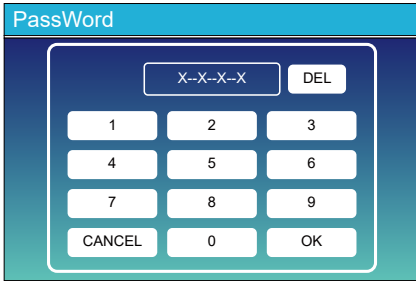 PassWord
X--X--X--X DEL
1 2 3
4 5 6
7 8 9
CANCEL 0 OK